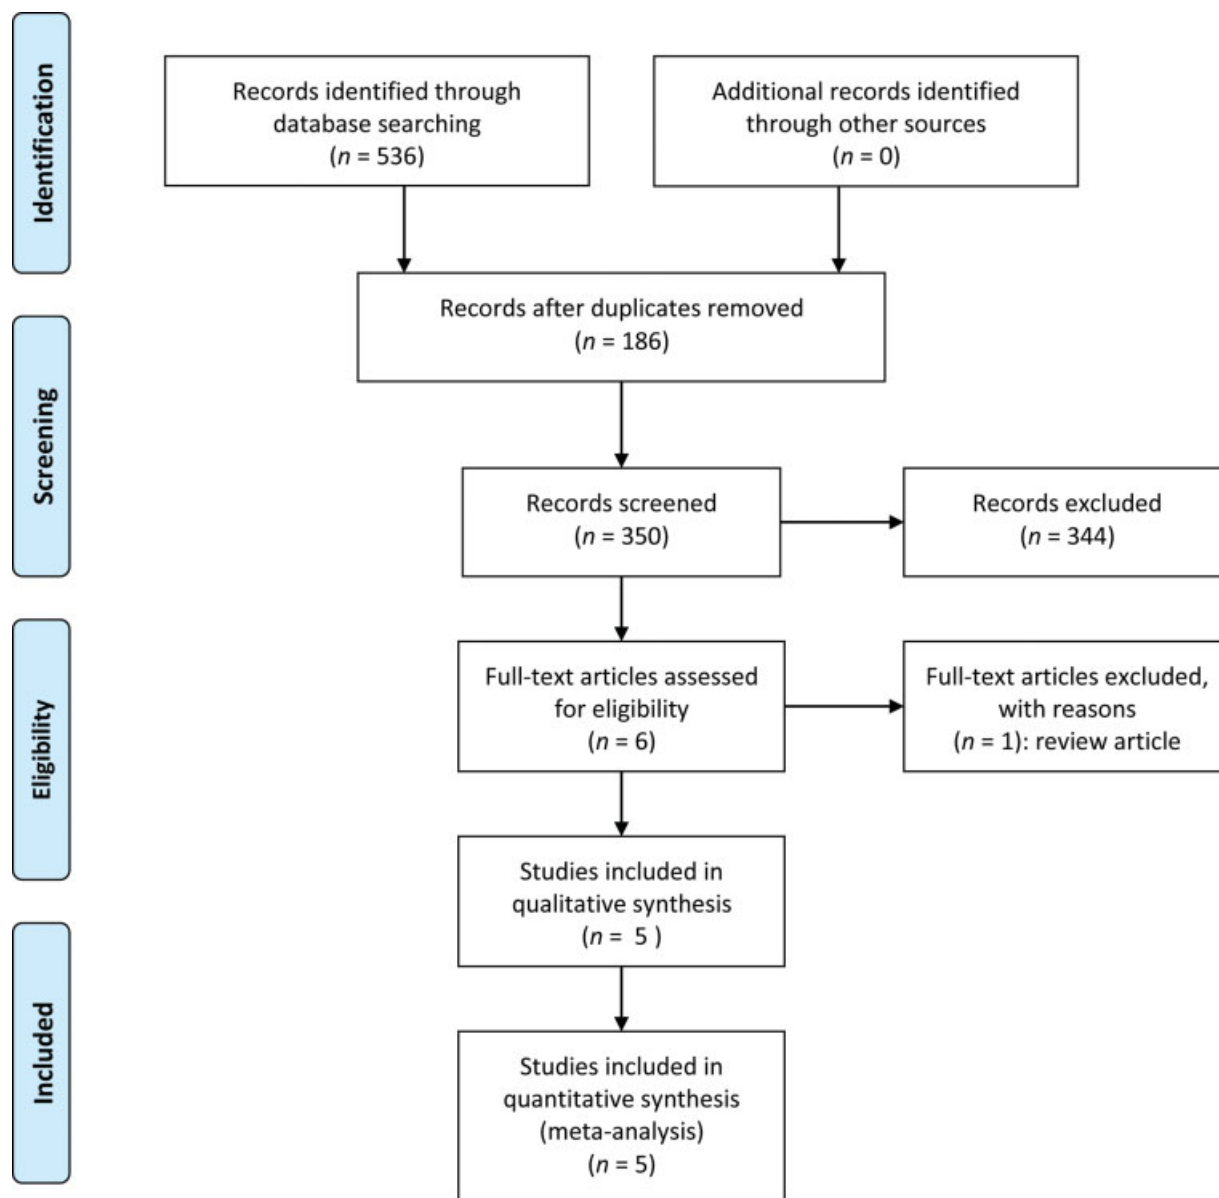 Identification
Records identified through
database searching
(n = 536)
Additional records identified
through other sources
(n = 0)
Records after duplicates removed
(n = 186)
Screening
Records screened
(n = 350)
Records excluded
(n = 344)
Eligibility
Full-text articles assessed
for eligibility
(n = 6)
Full-text articles excluded,
with reasons
(n = 1): review article
Studies included in
qualitative synthesis
(n =  5 )
Included
Studies included in
quantitative synthesis
(meta-analysis)
(n = 5)